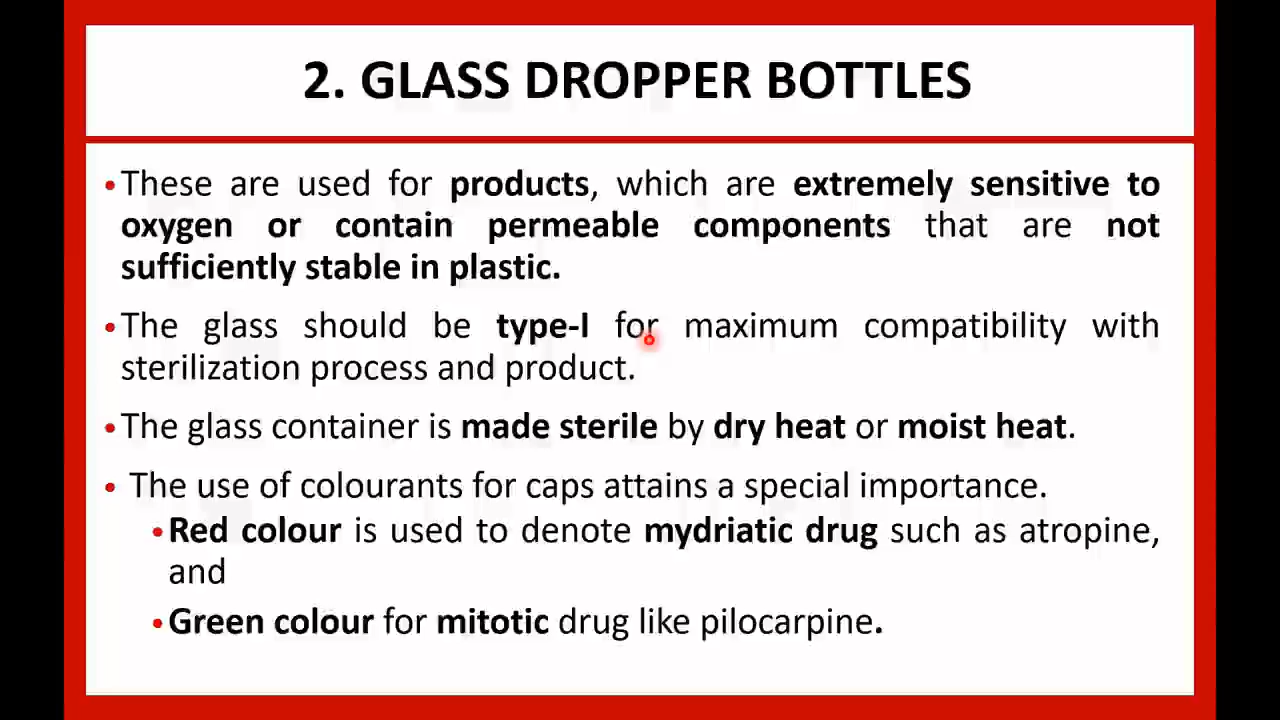 2. GLASS DROPPER BOTTLES
•These are used for products, which are extremely sensitive to
oxygen or contain permeable components that are not
sufficiently stable in plastic.
•The glass should be type-I for maximum compatibility with
sterilization process and product.
•The glass container is made sterile by dry heat or moist heat.
• The use of colourants for caps attains a special importance.
•Red colour is used to denote mydriatic drug such as atropine,
and
•Green colour for mitotic drug like pilocarpine.